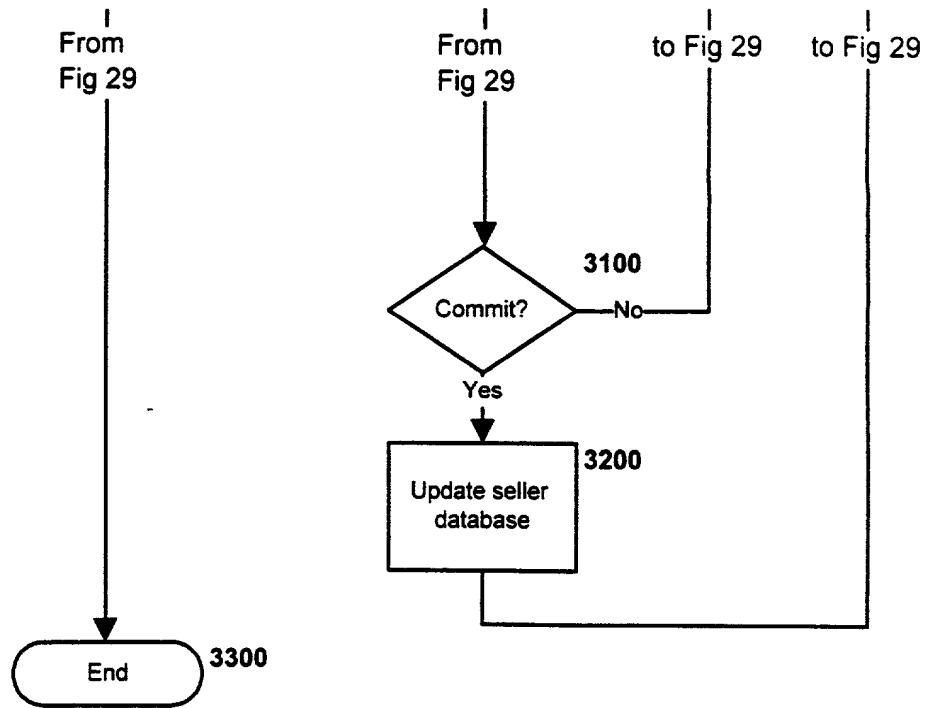 From
Fig 29
From
Fig 29
to Fig 29
to Fig 29
3100
Commit?
No
Yes
3200
Update seller
database
3300
End